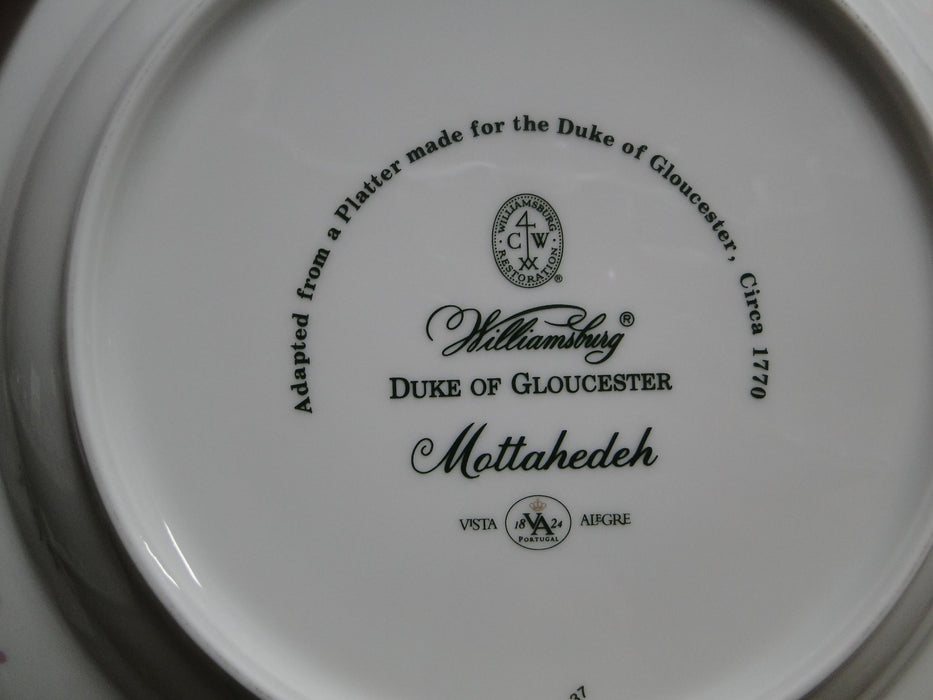 Adapted from a Platter made for the Duke of Gloucester, Circa 1770
WILLIAMSBURG
C W
RESTORATION ®
Williamsburg®
DUKE OF GLOUCESTER
Mottahedeh
VISTA 18 VA 24 ALEGRE
PORTUGAL
37